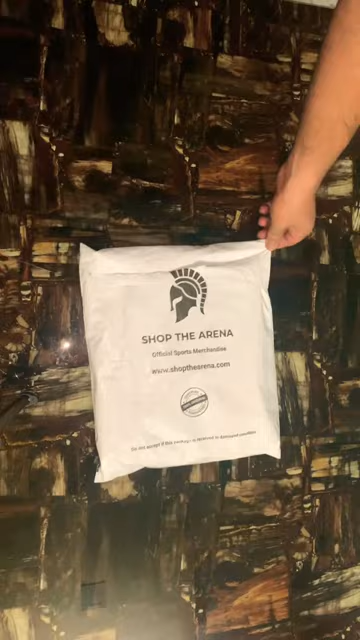 SHOP THE ARENA
Official Sports Merchandise
www.shopthearena.com
Do not accept if this package is received in damaged condition